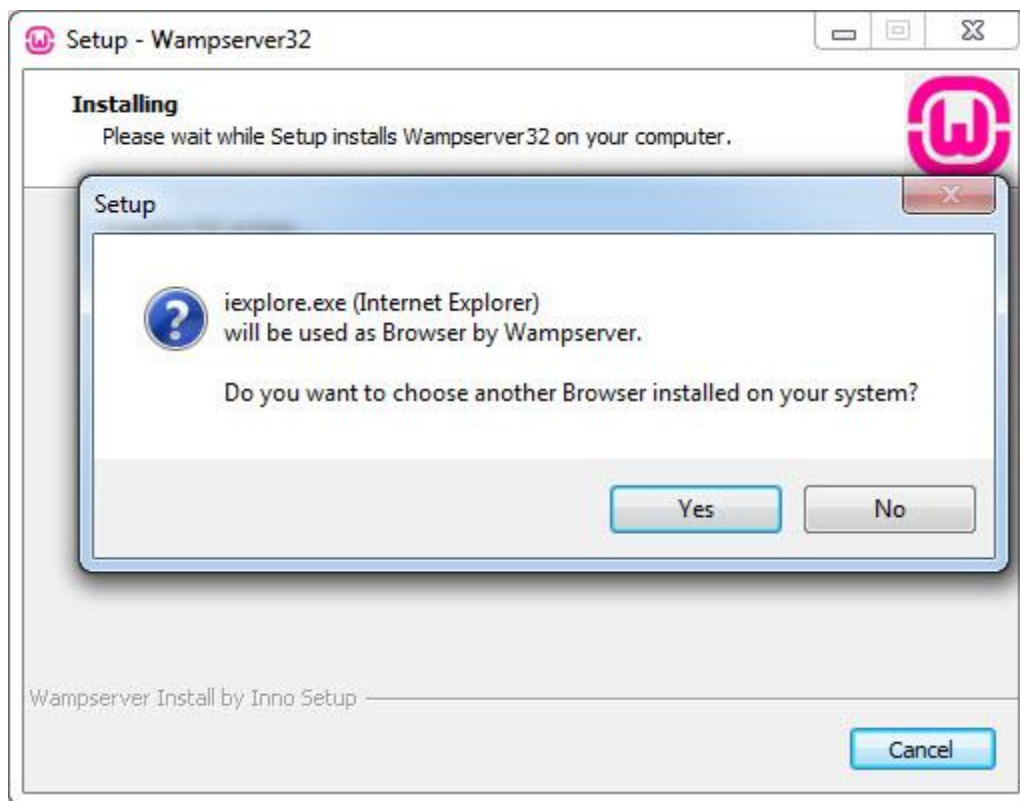 Setup - Wampserver32
Installing
Please wait while Setup installs Wampserver32 on your computer.
Setup
iexplore.exe (Internet Explorer)
will be used as Browser by Wampserver.
Do you want to choose another Browser installed on your system?
Yes
No
Wampserver Install by Inno Setup
Cancel